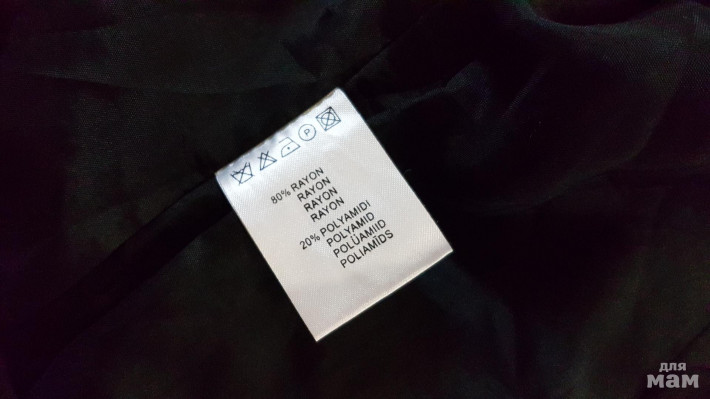 P
80% RAYON
RAYON
RAYON
RAYON
20% POLYAMIDI
POLYAMID
POLÜAMIID
POLIAMĪDS
для
мам